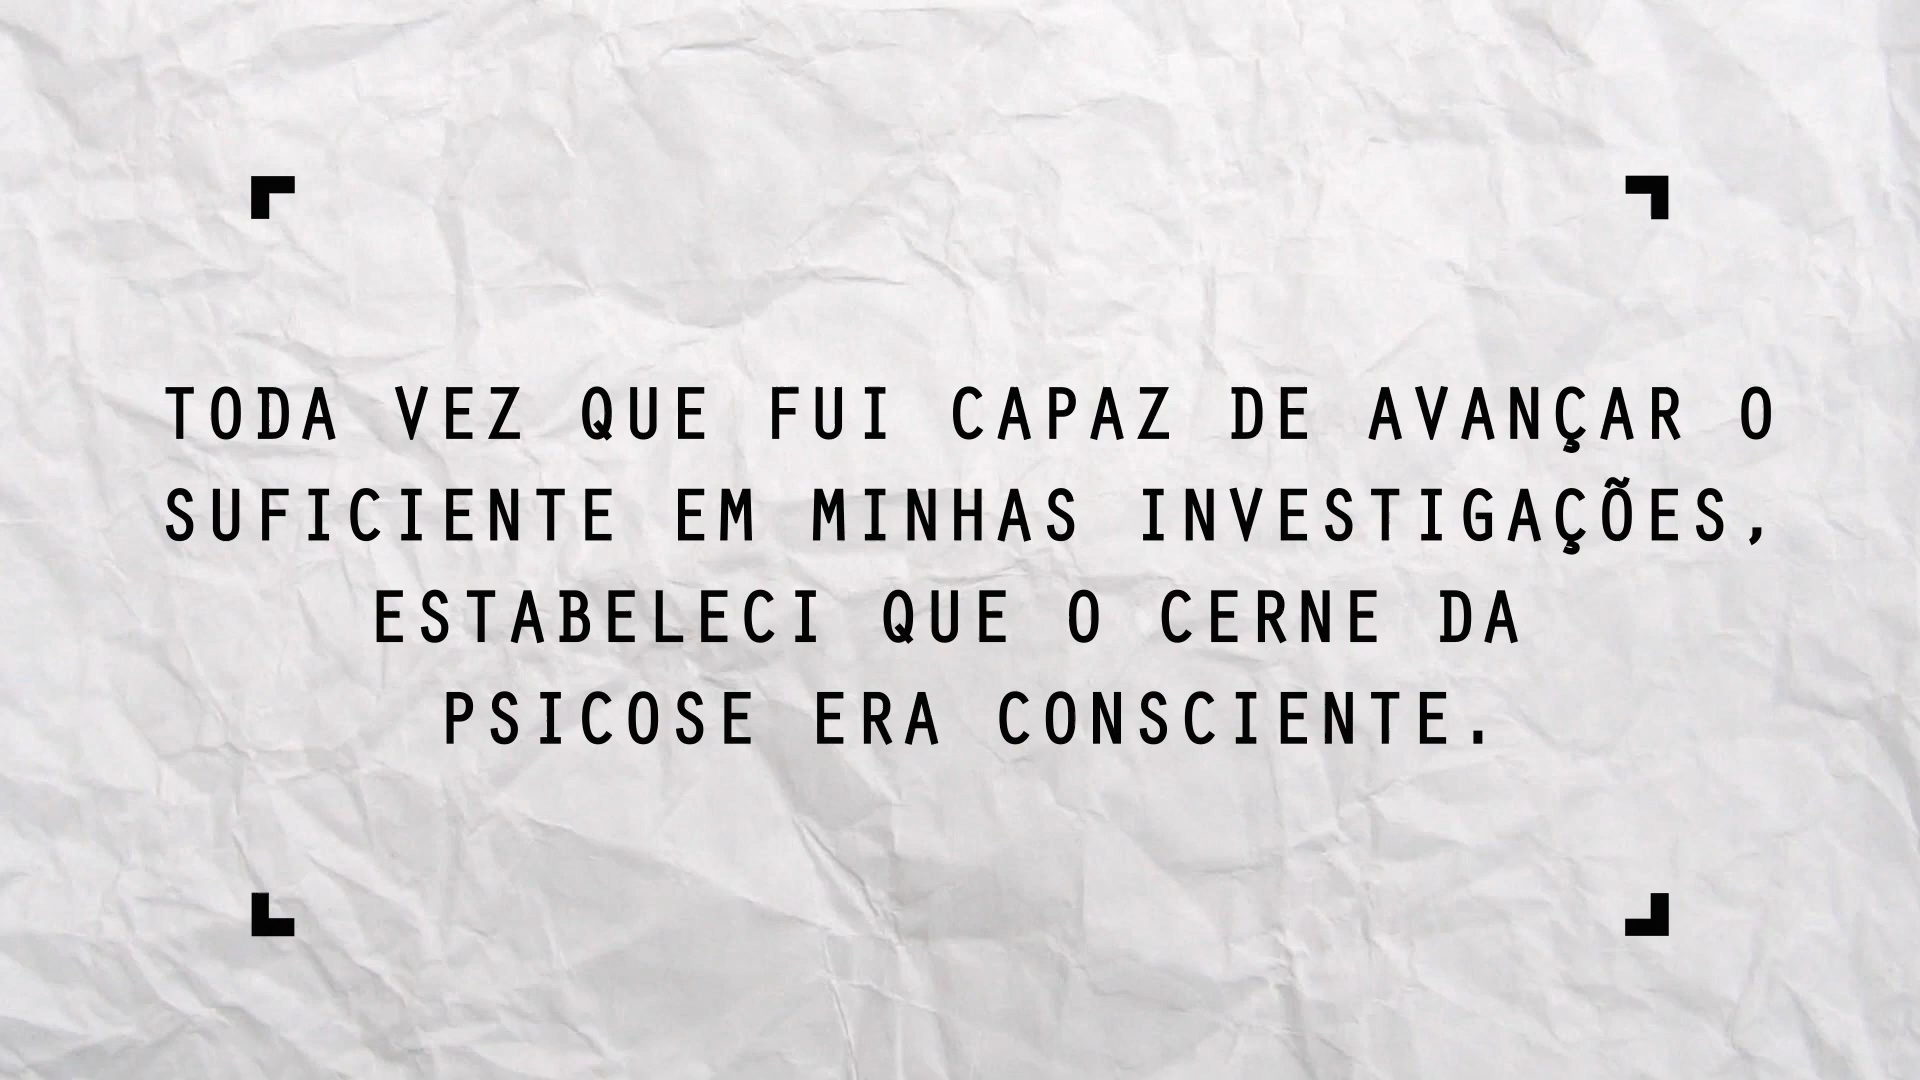 TODA VEZ QUE FUI CAPAZ DE AVANÇAR O
SUFICIENTE EM MINHAS INVESTIGAÇÕES,
ESTABELECI QUE O CERNE DA
PSICOSE ERA CONSCIENTE.